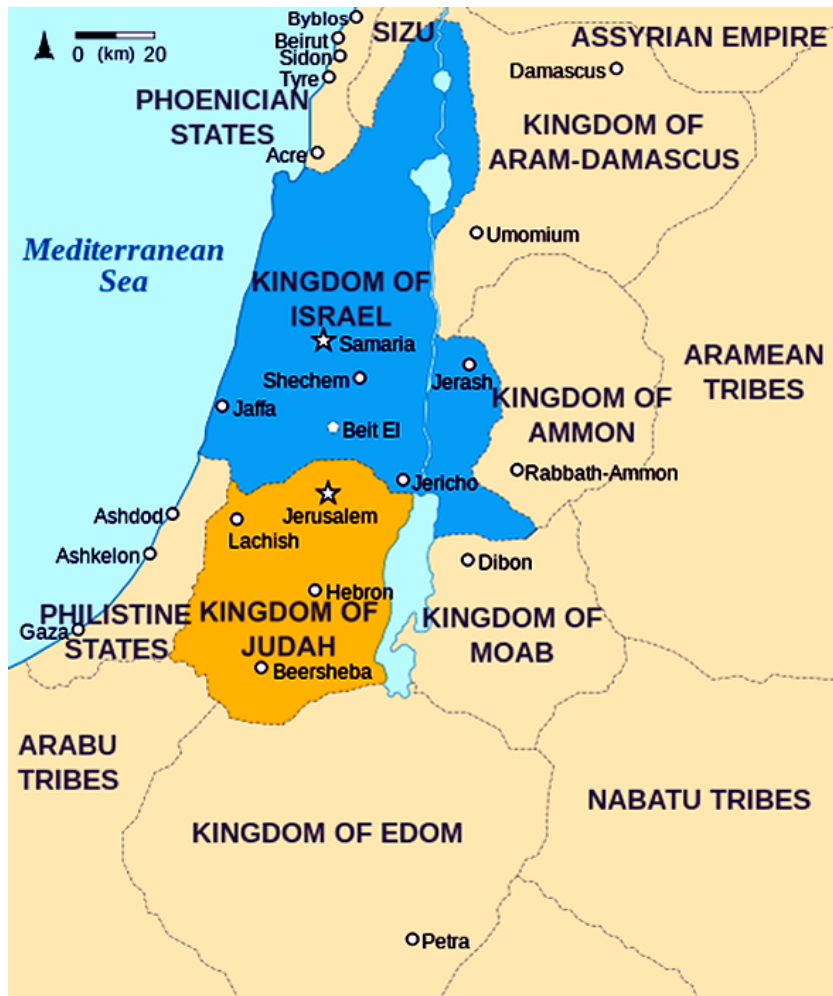 Byblos
SIZU
ASSYRIAN EMPIRE
Beirut
0 (km) 20
Sidon
Damascus
Tyre
PHOENICIAN
STATES
KINGDOM OF
ARAM-DAMASCUS
Acre
Umomium
Mediterranean
Sea
KINGDOM OF
ISRAEL
Samaria
ARAMEAN
TRIBES
Shechem
Jerash
KINGDOM OF
AMMON
Jaffa
Beit El
Rabbath-Ammon
Jericho
Jerusalem
Ashdod
Lachish
Ashkelon
Dibon
Hebron
PHILISTINE
STATES
KINGDOM OF
JUDAH
KINGDOM OF
MOAB
Gaza
Beersheba
ARABU
TRIBES
NABATU TRIBES
KINGDOM OF EDOM
Petra